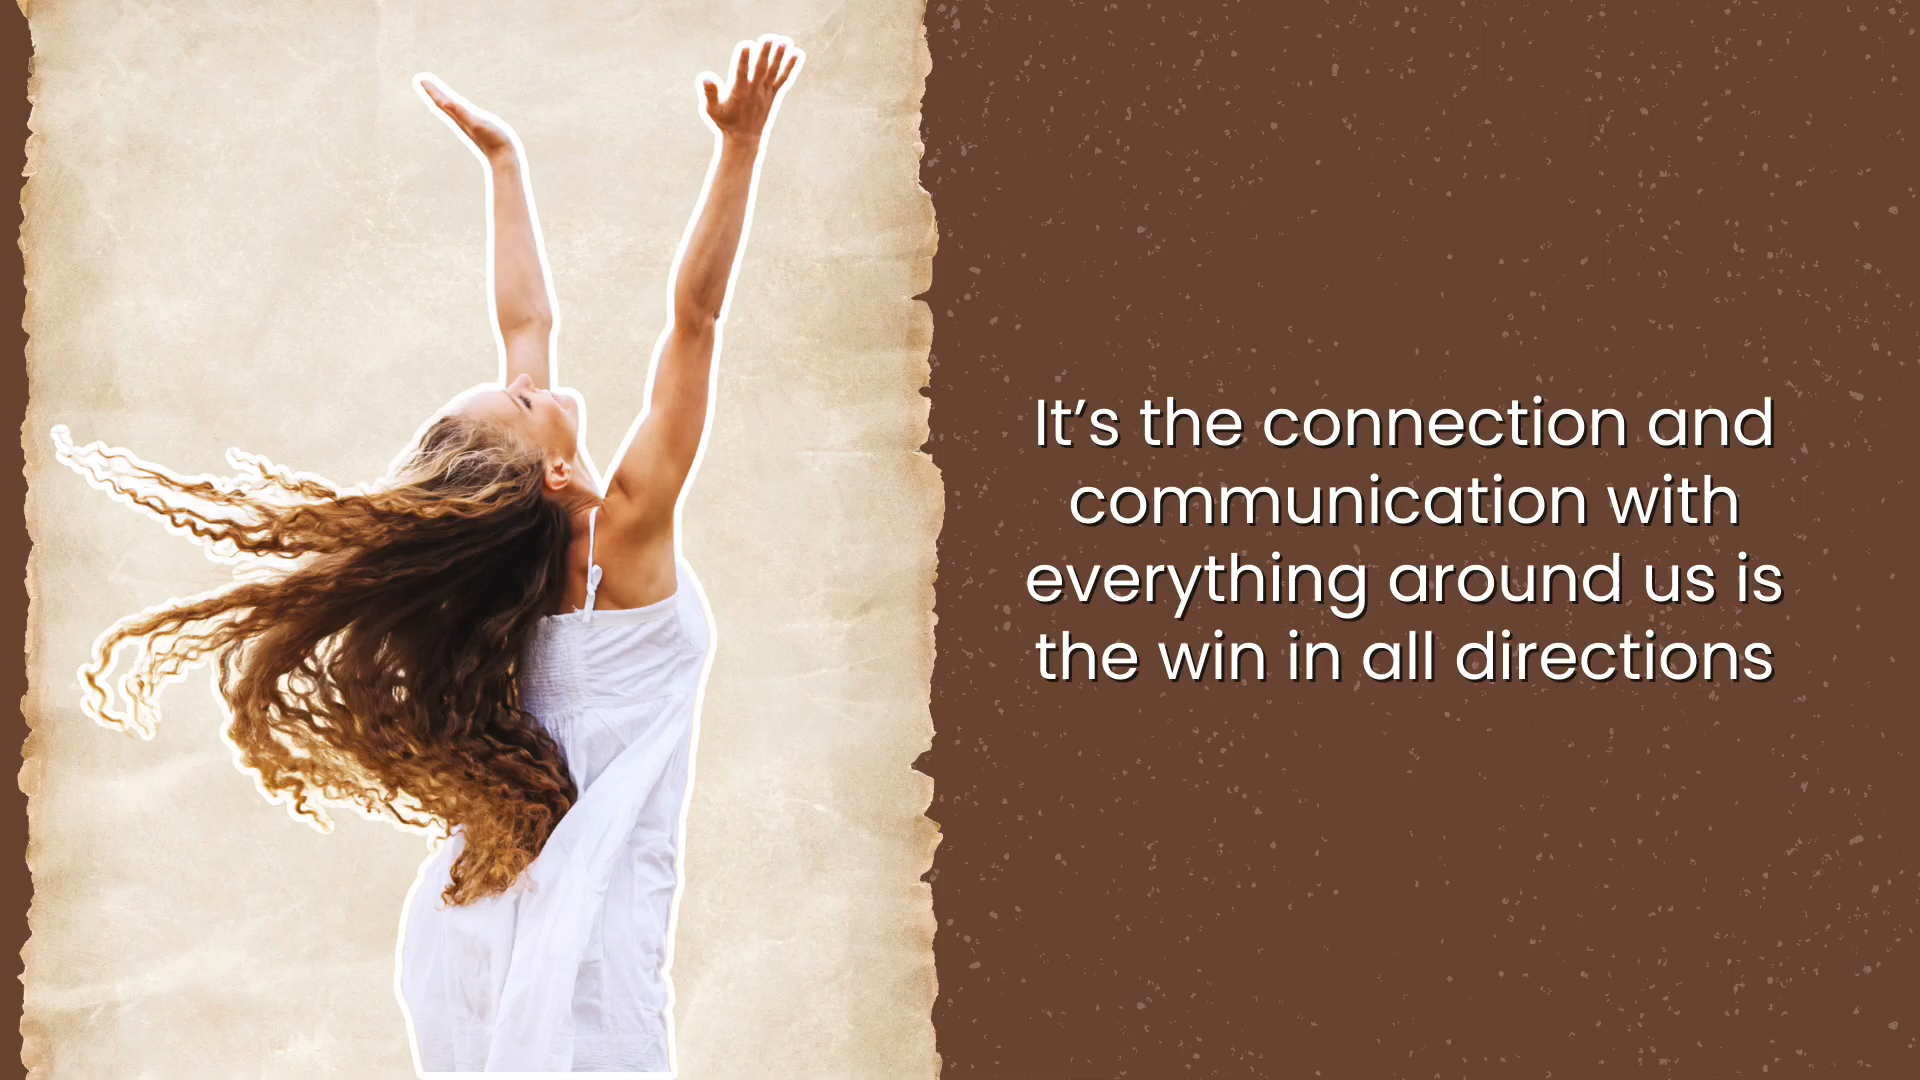 It’s the connection and
communication with
everything around us is
the win in all directions